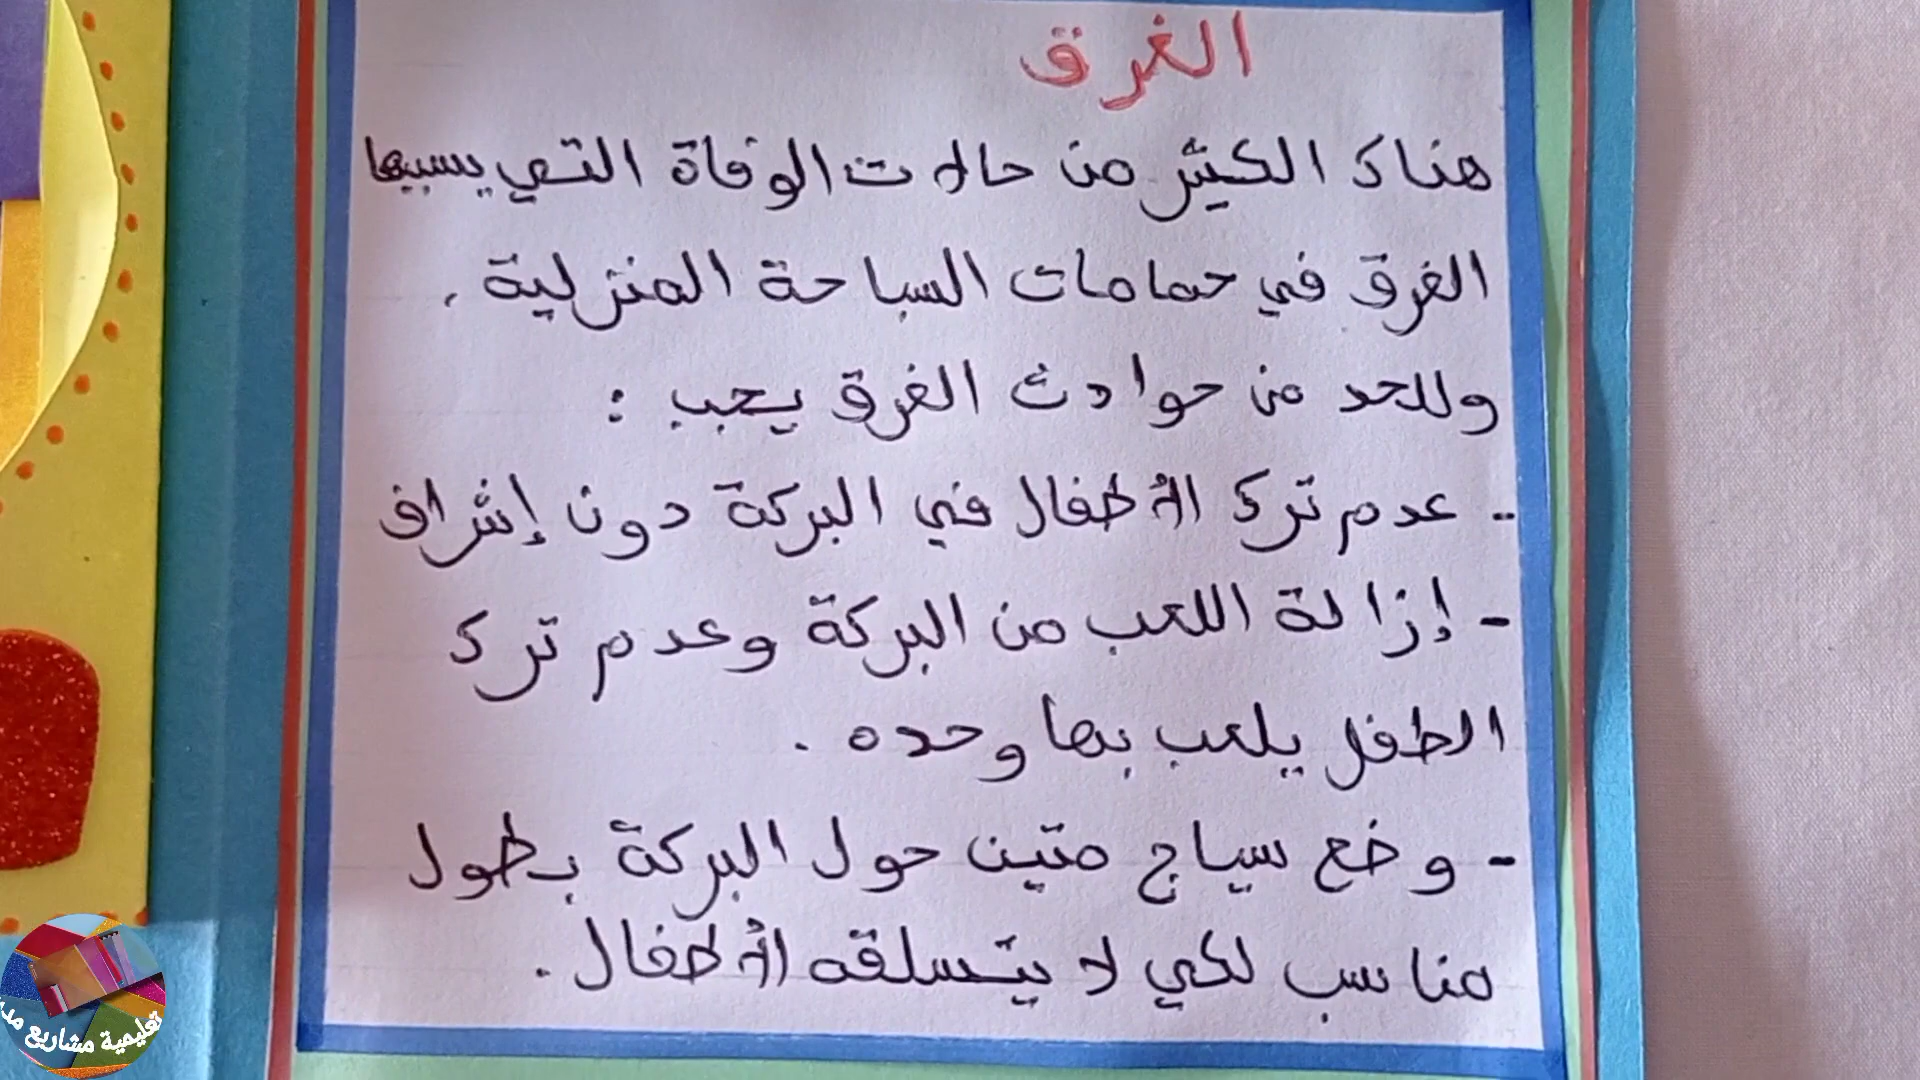 الغرق
هناك الكثير من حالات الوفاة التي يسببها
الغرق في حمامات السباحة المنزلية .
وللحد من حوادث الغرق يجب :
- عدم ترك الأطفال في البركة دون إشراف
- إزالة اللعب من البركة وعدم ترك
الطفل يلعب بها وحده .
- وضع سياج متين حول البركة بطول
مناسب لكي لا يتسلقه الأطفال .
تعليمية مشاريع